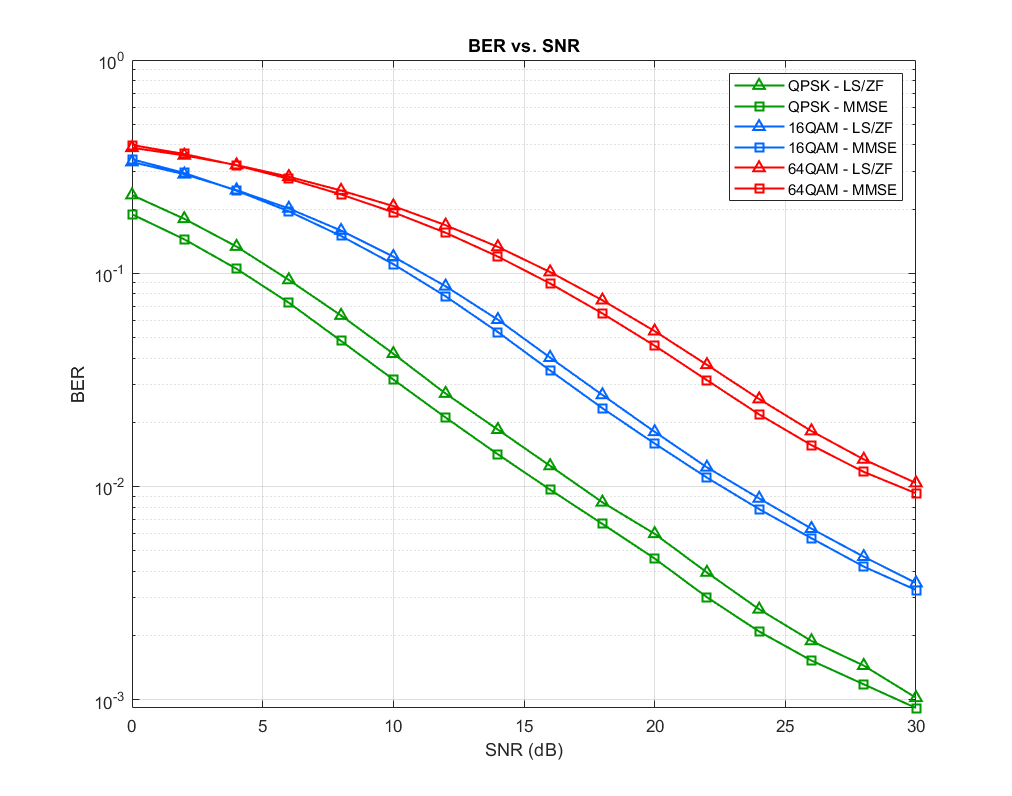 BER vs. SNR
10^0
10^-1
10^-2
10^-3
BER
QPSK - LS/ZF
QPSK - MMSE
16QAM - LS/ZF
16QAM - MMSE
64QAM - LS/ZF
64QAM - MMSE
0 5 10 15 20 25 30
SNR (dB)